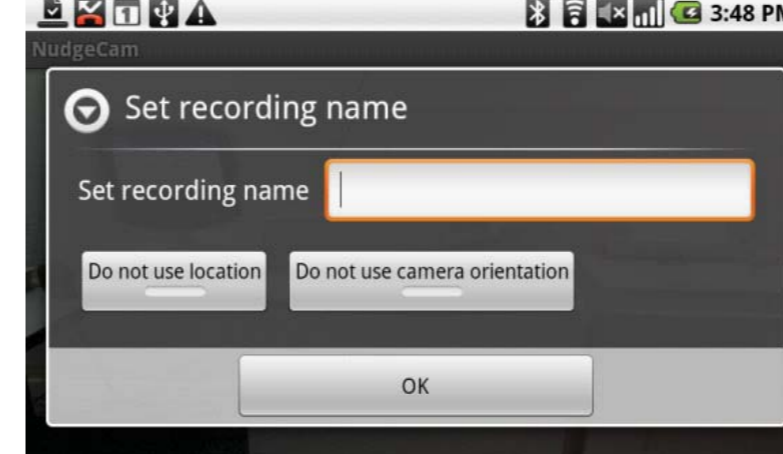 1
3:48 PM
NudgeCam
Set recording name
Set recording name
Do not use location
Do not use camera orientation
OK